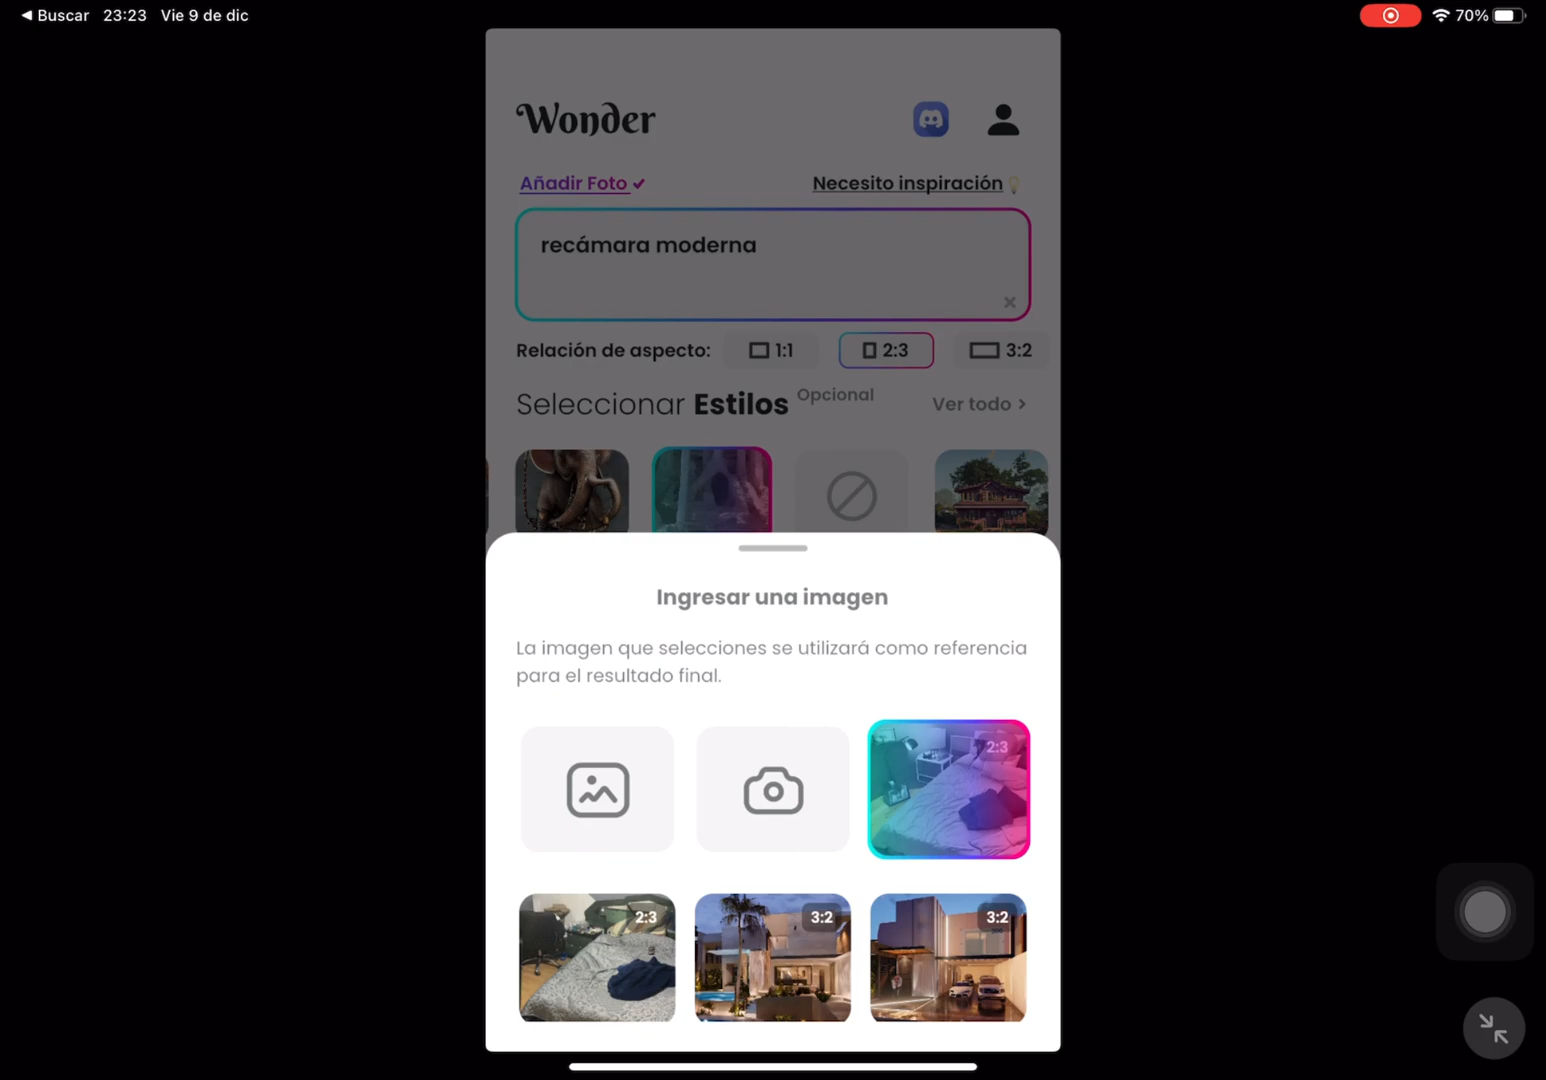 Buscar 23:23 Vie 9 de dic
70%
Wonder
Añadir Foto
Necesito inspiración
recámara moderna
Relación de aspecto: 1:1 2:3 3:2
Seleccionar Estilos Opcional
Ver todo >
Ingresar una imagen
La imagen que selecciones se utilizará como referencia
para el resultado final.
2:3
2:3
3:2
3:2